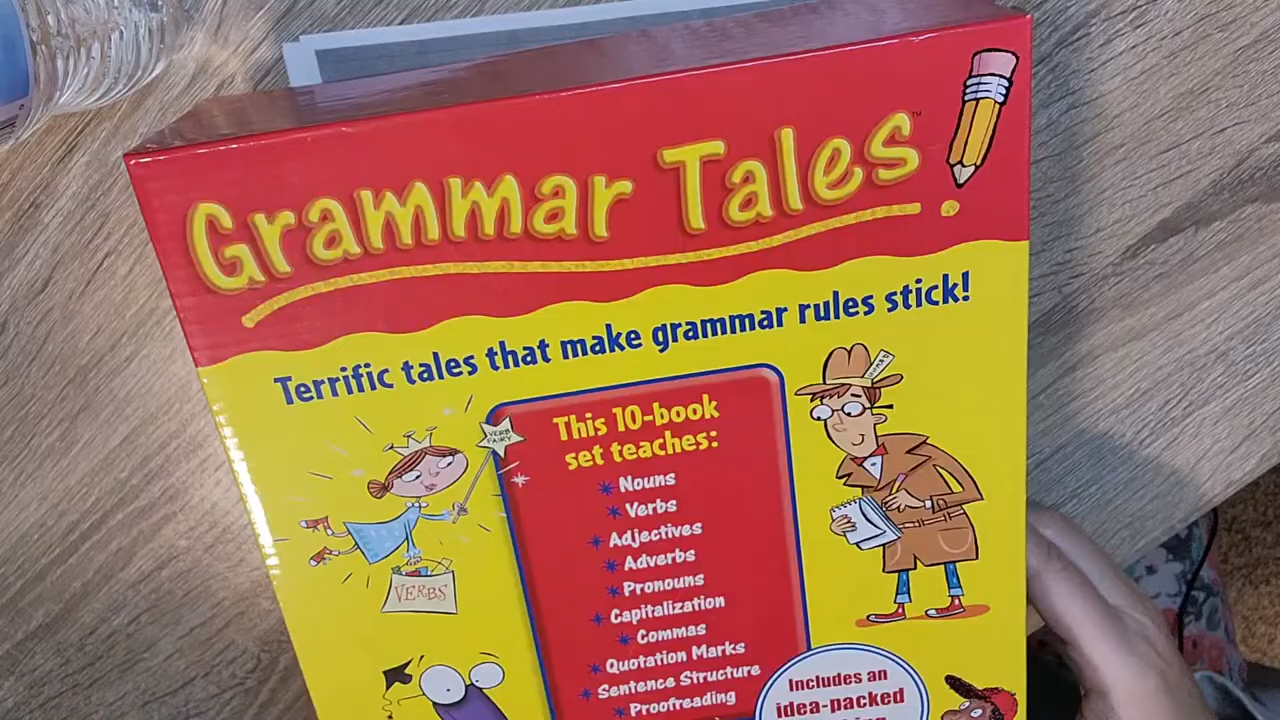 Grammar Tales™
Terrific tales that make grammar rules stick!
VERB
FAIRY
VERBS
This 10-book
set teaches:
Nouns
Verbs
Adjectives
Adverbs
Pronouns
Capitalization
Commas
Quotation Marks
Sentence Structure
Proofreading
Includes an
idea-packed